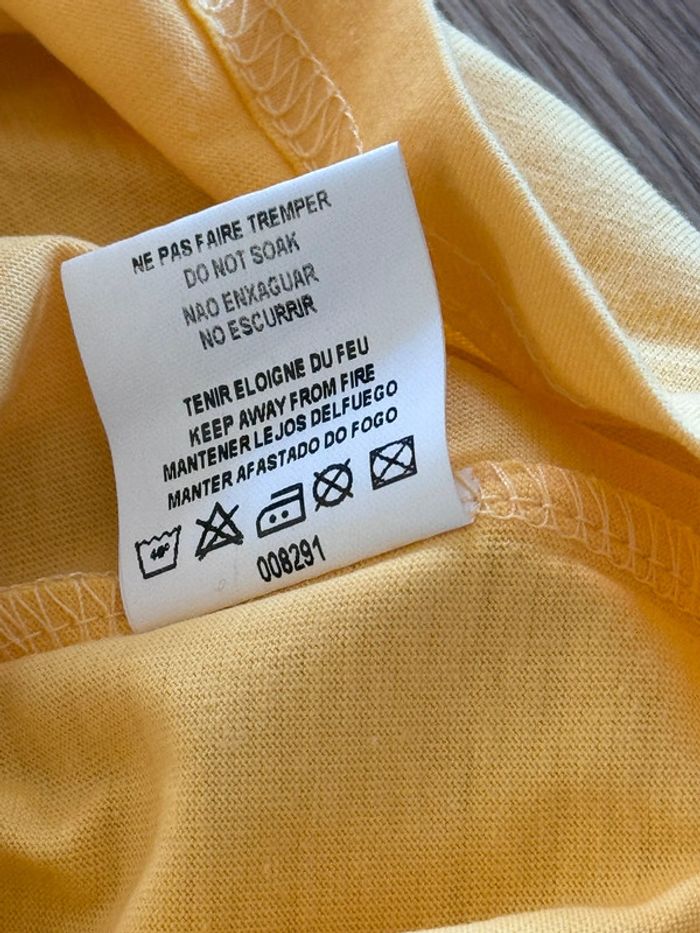 NE PAS FAIRE TREMPER
DO NOT SOAK
NAO ENXAGUAR
NO ESCURRIR
TENIR ELOIGNE DU FEU
KEEP AWAY FROM FIRE
MANTENER LEJOS DELFUEGO
MANTER AFASTADO DO FOGO
40°
008291